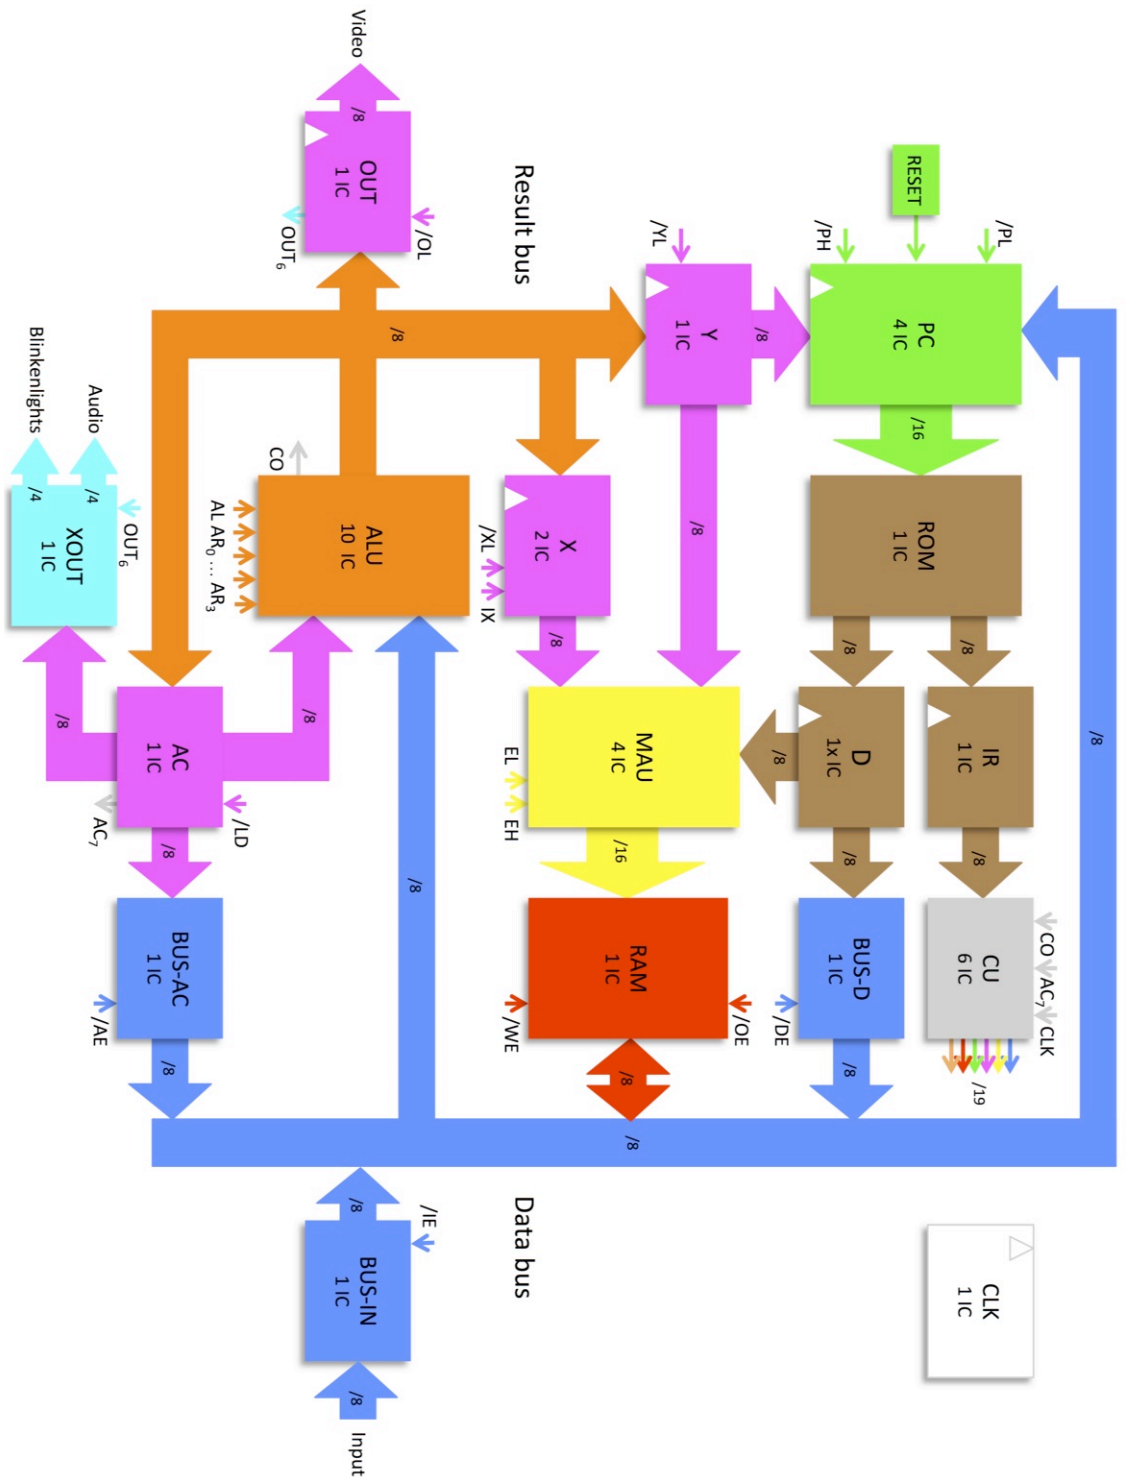 CLK
1 IC
/8
/PL
RESET
/PH
PC
4 IC
/16
ROM
1 IC
/8
/8
IR
1 IC
/8
CU
6 IC
CO
AC7
CLK
/19
D
1x IC
/8
/8
BUS-D
1 IC
/DE
/8
/YL
Y
1 IC
/8
/8
MAU
4 IC
EL
EH
/16
RAM
1 IC
/OE
/WE
/8
/8
X
2 IC
/XL
IX
/8
Result bus
Data bus
Video
/8
OUT
1 IC
/OL
OUT6
/8
ALU
10 IC
CO
AL AR0 ... AR3
/8
/8
/IE
/8
BUS-IN
1 IC
/8
Input
Audio
Blinkenlights
/4
/4
OUT6
XOUT
1 IC
/8
AC
1 IC
/LD
AC7
/8
BUS-AC
1 IC
/AE
/8